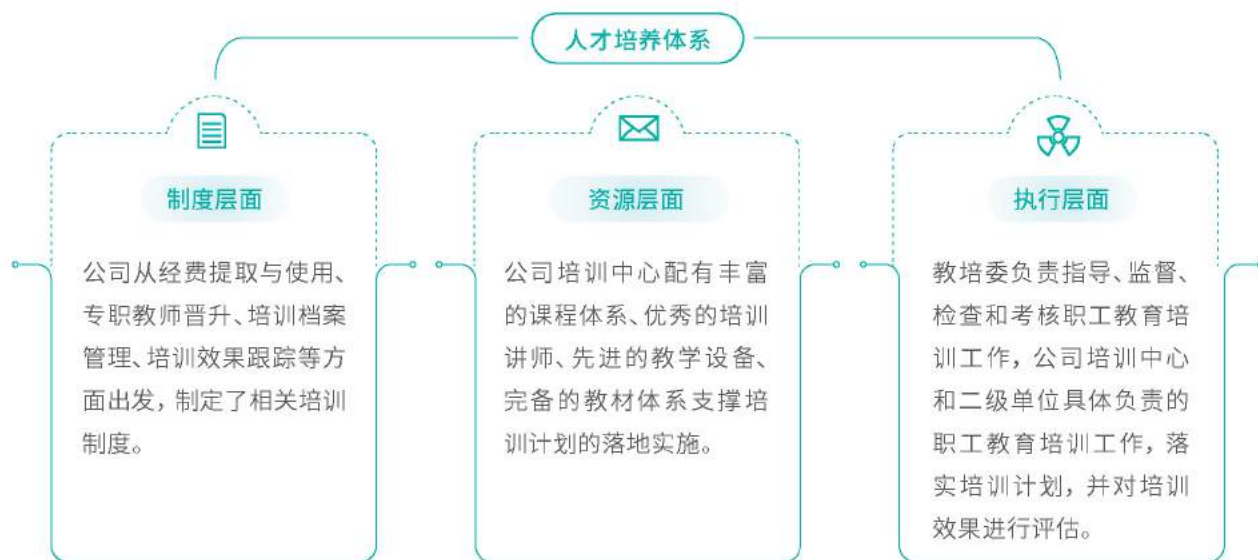 人才培养体系
制度层面
公司从经费提取与使用、
专职教师晋升、培训档案
管理、培训效果跟踪等方
面出发，制定了相关培训
制度。
资源层面
公司培训中心配有丰富
的课程体系、优秀的培训
讲师、先进的教学设备、
完备的教材体系支撑培
训计划的落地实施。
执行层面
教培委负责指导、监督、
检查和考核职工教育培
训工作，公司培训中心
和二级单位具体负责的
职工教育培训工作，落
实培训计划，并对培训
效果进行评估。